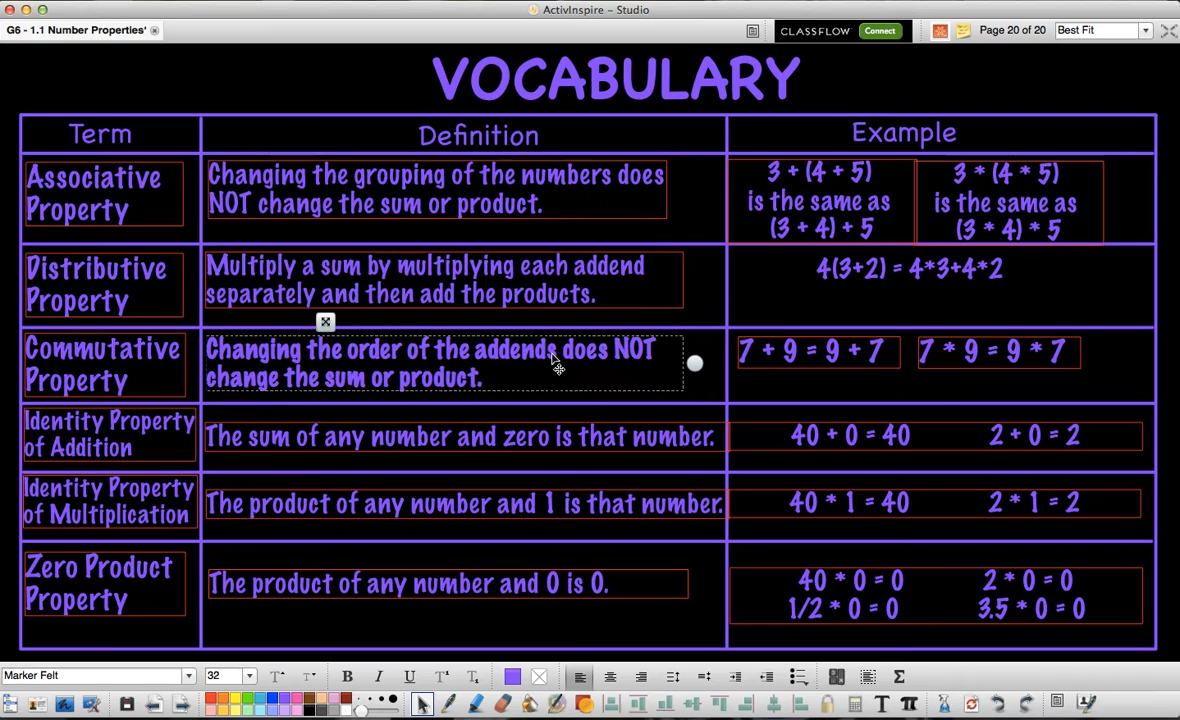 ActivInspire – Studio
G6 - 1.1 Number Properties'
CLASSFLOW Connect
Page 20 of 20
Best Fit
VOCABULARY
Term Definition Example
Associative
Property
Changing the grouping of the numbers does
NOT change the sum or product.
3 + (4 + 5)
is the same as
(3 + 4) + 5
3 * (4 * 5)
is the same as
(3 * 4) * 5
Distributive
Property
Multiply a sum by multiplying each addend
separately and then add the products.
4(3+2) = 4*3+4*2
Commutative
Property
Changing the order of the addends does NOT
change the sum or product.
7 + 9 = 9 + 7
7 * 9 = 9 * 7
Identity Property
of Addition
The sum of any number and zero is that number.
40 + 0 = 40 2 + 0 = 2
Identity Property
of Multiplication
The product of any number and 1 is that number.
40 * 1 = 40 2 * 1 = 2
Zero Product
Property
The product of any number and 0 is 0.
40 * 0 = 0 2 * 0 = 0
1/2 * 0 = 0 3.5 * 0 = 0
Marker Felt
32
B I U T T
T π